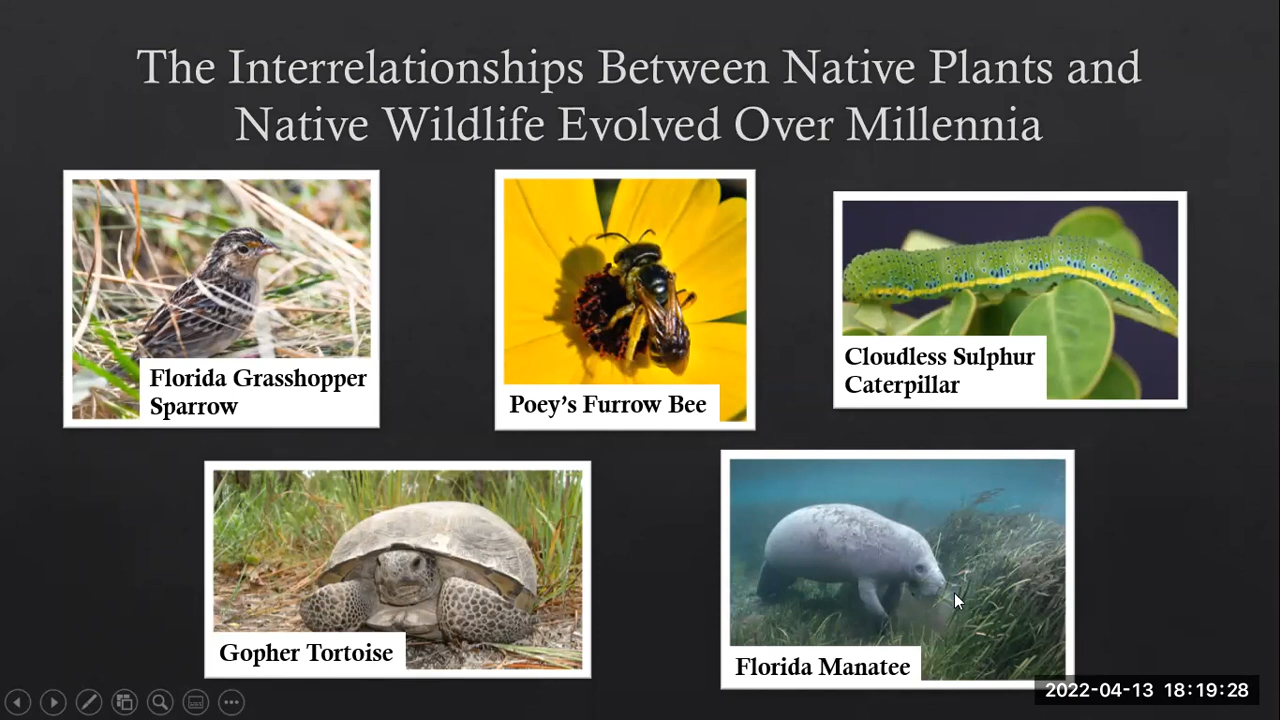 The Interrelationships Between Native Plants and
Native Wildlife Evolved Over Millennia
Florida Grasshopper
Sparrow
Poey's Furrow Bee
Cloudless Sulphur
Caterpillar
Gopher Tortoise
Florida Manatee
2022-04-13 18:19:28